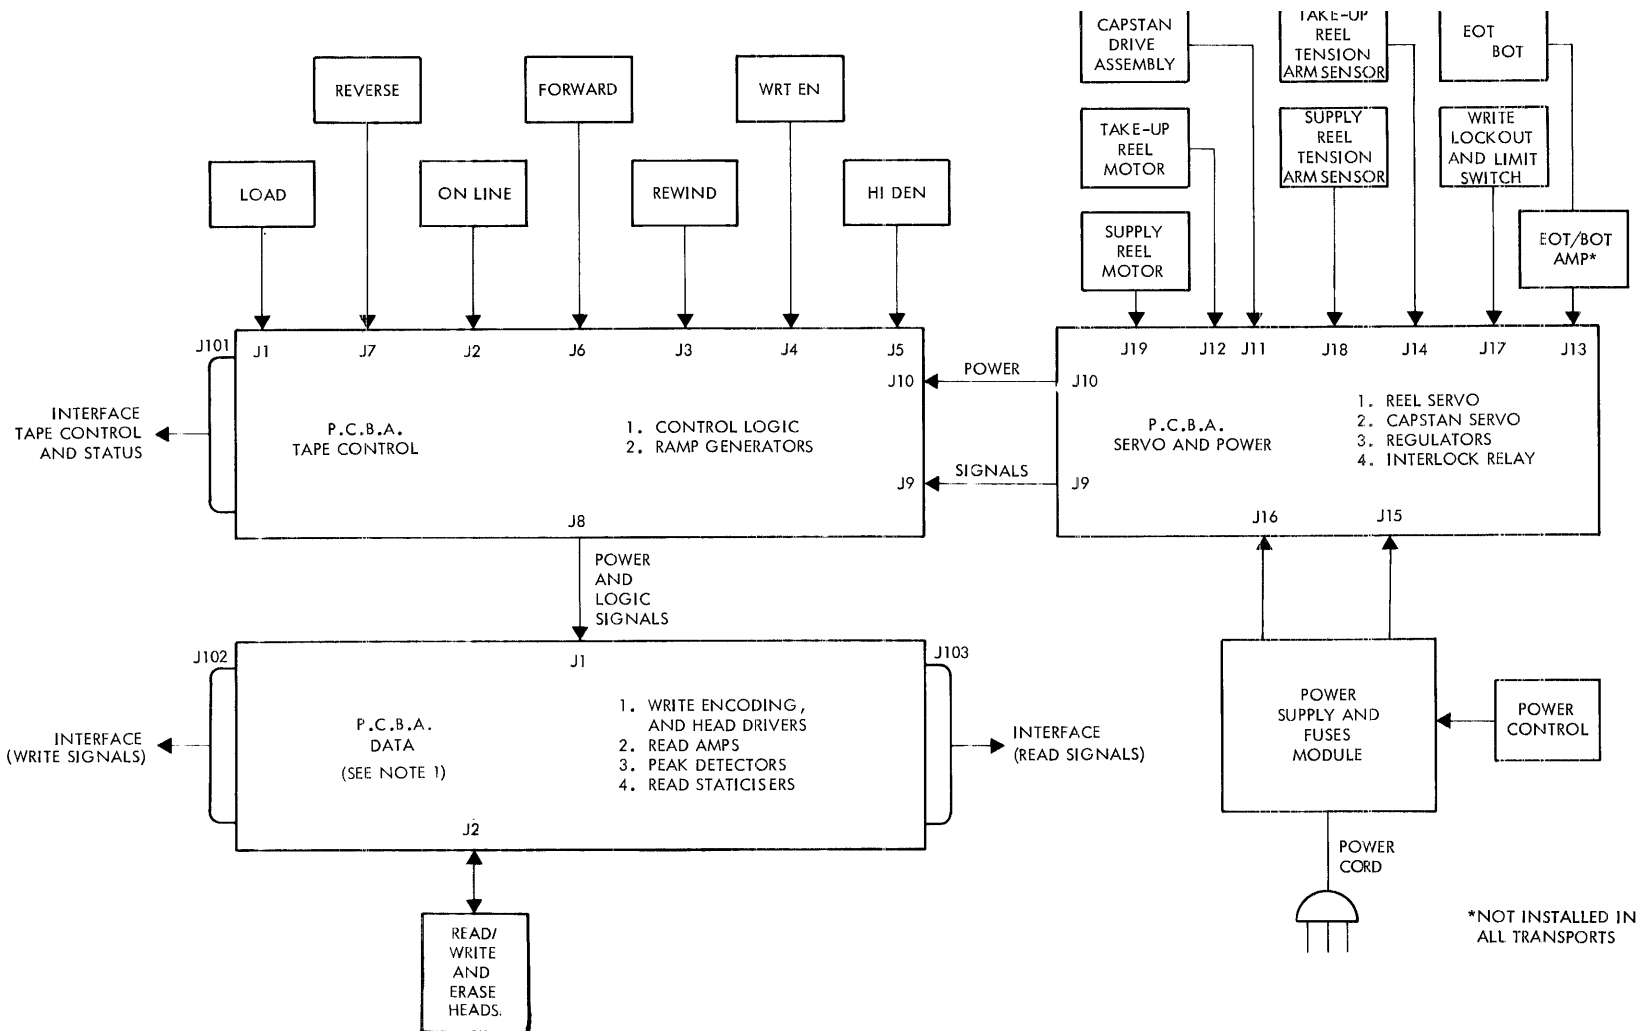 CAPSTAN
DRIVE
ASSEMBLY
TAKE-UP
REEL
TENSION
ARM SENSOR
EOT
BOT
REVERSE
FORWARD
WRT EN
LOAD
ON LINE
REWIND
HI DEN
TAKE-UP
REEL
MOTOR
SUPPLY
REEL
TENSION
ARM SENSOR
WRITE
LOCKOUT
AND LIMIT
SWITCH
SUPPLY
REEL
MOTOR
EOT/BOT
AMP*
J101
J1
J7
J2
J6
J3
J4
J5
J10
J9
J8
P.C.B.A.
TAPE CONTROL
1. CONTROL LOGIC
2. RAMP GENERATORS
INTERFACE
TAPE CONTROL
AND STATUS
POWER
SIGNALS
J19
J12
J11
J18
J14
J17
J13
J10
J9
P.C.B.A.
SERVO AND POWER
1. REEL SERVO
2. CAPSTAN SERVO
3. REGULATORS
4. INTERLOCK RELAY
J16
J15
POWER
AND
LOGIC
SIGNALS
J102
J1
J103
P.C.B.A.
DATA
(SEE NOTE 1)
1. WRITE ENCODING,
AND HEAD DRIVERS
2. READ AMPS
3. PEAK DETECTORS
4. READ STATICISERS
J2
INTERFACE
(WRITE SIGNALS)
INTERFACE
(READ SIGNALS)
POWER
SUPPLY AND
FUSES
MODULE
POWER
CONTROL
POWER
CORD
READ/
WRITE
AND
ERASE
HEADS.
*NOT INSTALLED IN
ALL TRANSPORTS